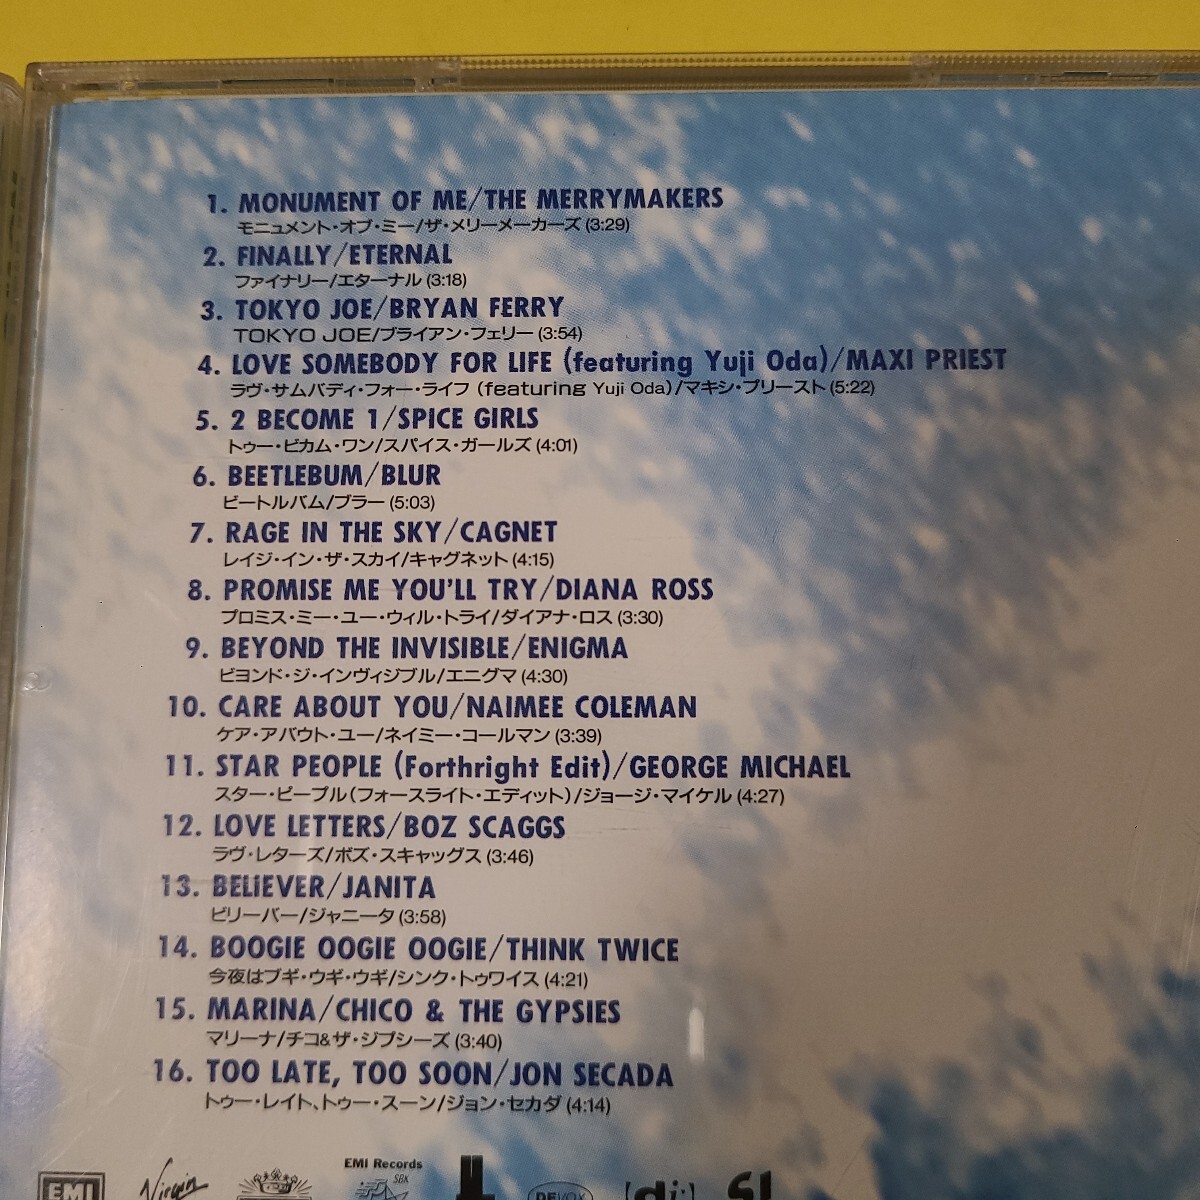 1. MONUMENT OF ME/THE MERRYMAKERS
モニュメント・オブ・ミー/ザ・メリーメーカーズ (3:29)
2. FINALLY/ETERNAL
ファイナリー/エターナル (3:18)
3. TOKYO JOE/BRYAN FERRY
TOKYO JOE/ブライアン・フェリー (3:54)
4. LOVE SOMEBODY FOR LIFE (featuring Yuji Oda)/MAXI PRIEST
ラヴ・サムバディ・フォー・ライフ (featuring Yuji Oda)/マキシ・プリースト (5:22)
5. 2 BECOME 1/SPICE GIRLS
トゥー・ビカム・ワン/スパイス・ガールズ (4:01)
6. BEETLEBUM/BLUR
ビートルバム/ブラー (5:03)
7. RAGE IN THE SKY/CAGNET
レイジ・イン・ザ・スカイ/キャグネット (4:15)
8. PROMISE ME YOU'LL TRY/DIANA ROSS
プロミス・ミー・ユー・ウィル・トライ/ダイアナ・ロス (3:30)
9. BEYOND THE INVISIBLE/ENIGMA
ビヨンド・ジ・インヴィジブル/エニグマ (4:30)
10. CARE ABOUT YOU/NAIMEE COLEMAN
ケア・アバウト・ユー/ネイミー・コールマン (3:39)
11. STAR PEOPLE (Forthright Edit)/GEORGE MICHAEL
スター・ピープル(フォースライト・エディット)/ジョージ・マイケル (4:27)
12. LOVE LETTERS/BOZ SCAGGS
ラヴ・レターズ/ボズ・スキャッグス (3:46)
13. BELIEVER/JANITA
ビリーバー/ジャニータ (3:58)
14. BOOGIE OOGIE OOGIE/THINK TWICE
今夜はブギ・ウギ・ウギ/シンク・トゥワイス (4:21)
15. MARINA/CHICO & THE GYPSIES
マリーナ/チコ&ザ・ジプシーズ (3:40)
16. TOO LATE, TOO SOON/JON SECADA
トゥー・レイト、トゥー・スーン/ジョン・セカダ (4:14)
EMI Virgin EMI Records SBK DEVOX